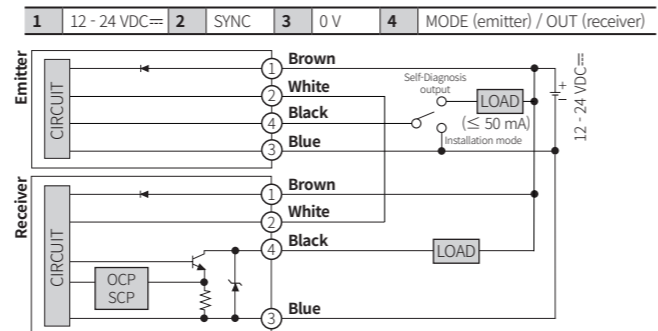 1 12 - 24 VDC⎓ 2 SYNC 3 0 V 4 MODE (emitter) / OUT (receiver)
Emitter
CIRCUIT
1 Brown
2 White
4 Black
3 Blue
Self-Diagnosis
output
LOAD
(≤ 50 mA)
Installation mode
+
−
12 - 24 VDC⎓
Receiver
CIRCUIT
1 Brown
2 White
4 Black
LOAD
OCP
SCP
3 Blue